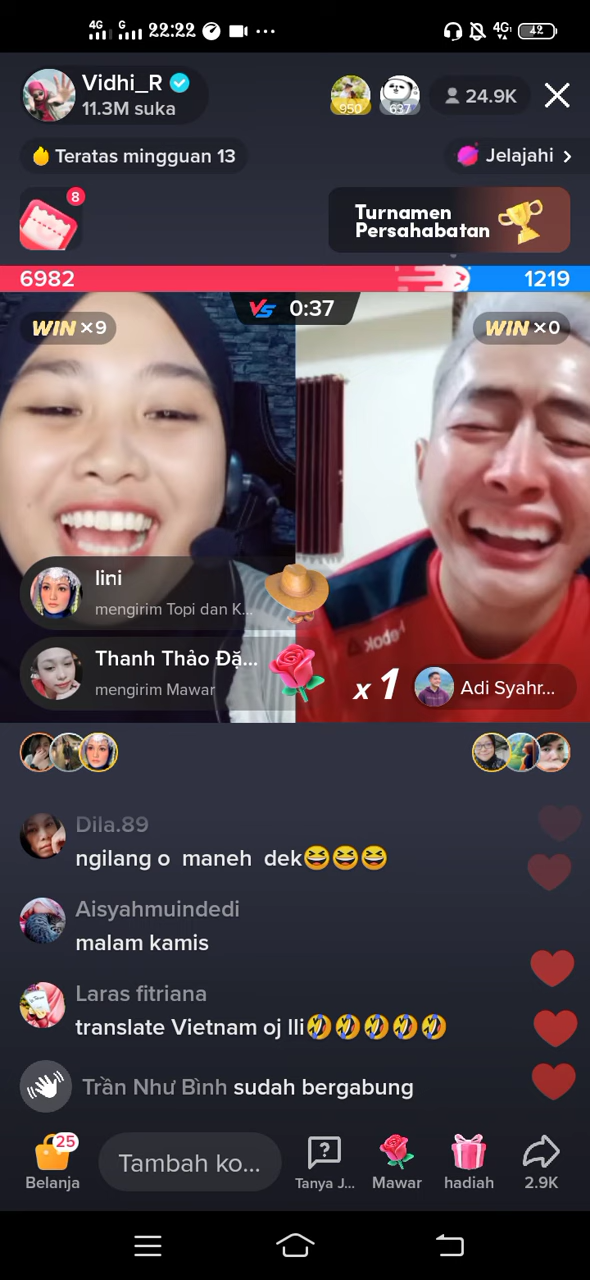 4G G 22:22 ... 4G 42
Vidhi_R
11.3M suka
950 637 24.9K
Teratas mingguan 13
Jelajahi
8
Turnamen
Persahabatan
6982 1219
VS 0:37
WIN ×9 WIN ×0
lini
mengirim Topi dan K...
Thanh Thảo Đặ...
mengirim Mawar
x 1 Adi Syahr...
Dila.89
ngilang o maneh dek😆😆😆
Aisyahmuindedi
malam kamis
Laras fitriana
translate Vietnam oj lli🤣🤣🤣🤣🤣
Trần Như Bình sudah bergabung
25
Belanja
Tambah ko...
Tanya J...
Mawar
hadiah
2.9K